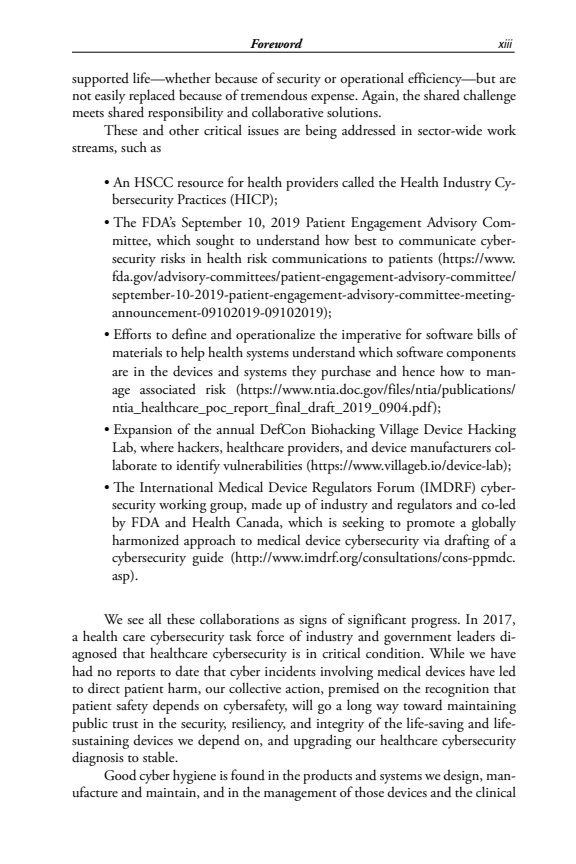 Foreword xiii
supported life—whether because of security or operational efficiency—but are
not easily replaced because of tremendous expense. Again, the shared challenge
meets shared responsibility and collaborative solutions.
These and other critical issues are being addressed in sector-wide work
streams, such as
• An HSCC resource for health providers called the Health Industry Cy-
bersecurity Practices (HICP);
• The FDA’s September 10, 2019 Patient Engagement Advisory Com-
mittee, which sought to understand how best to communicate cyber-
security risks in health risk communications to patients (https://www.
fda.gov/advisory-committees/patient-engagement-advisory-committee/
september-10-2019-patient-engagement-advisory-committee-meeting-
announcement-09102019-09102019);
• Efforts to define and operationalize the imperative for software bills of
materials to help health systems understand which software components
are in the devices and systems they purchase and hence how to man-
age associated risk (https://www.ntia.doc.gov/files/ntia/publications/
ntia_healthcare_poc_report_final_draft_2019_0904.pdf);
• Expansion of the annual DefCon Biohacking Village Device Hacking
Lab, where hackers, healthcare providers, and device manufacturers col-
laborate to identify vulnerabilities (https://www.villageb.io/device-lab);
• The International Medical Device Regulators Forum (IMDRF) cyber-
security working group, made up of industry and regulators and co-led
by FDA and Health Canada, which is seeking to promote a globally
harmonized approach to medical device cybersecurity via drafting of a
cybersecurity guide (http://www.imdrf.org/consultations/cons-ppmdc.
asp).
We see all these collaborations as signs of significant progress. In 2017,
a health care cybersecurity task force of industry and government leaders di-
agnosed that healthcare cybersecurity is in critical condition. While we have
had no reports to date that cyber incidents involving medical devices have led
to direct patient harm, our collective action, premised on the recognition that
patient safety depends on cybersafety, will go a long way toward maintaining
public trust in the security, resiliency, and integrity of the life-saving and life-
sustaining devices we depend on, and upgrading our healthcare cybersecurity
diagnosis to stable.
Good cyber hygiene is found in the products and systems we design, man-
ufacture and maintain, and in the management of those devices and the clinical